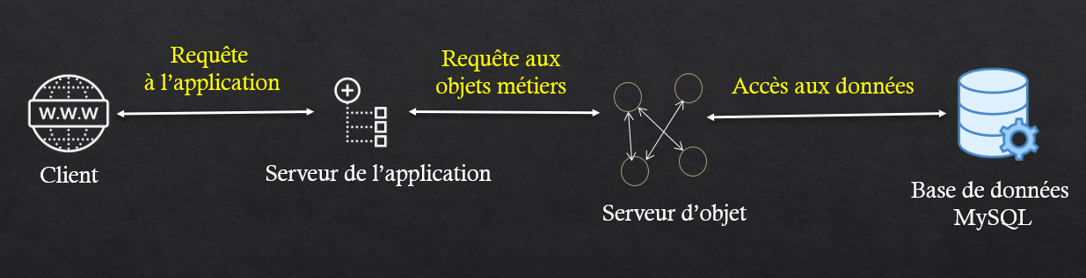 Requête
à l'application
Requête aux
objets métiers
Accès aux données
W.W.W
Client
Serveur de l'application
Serveur d'objet
Base de données
MySQL